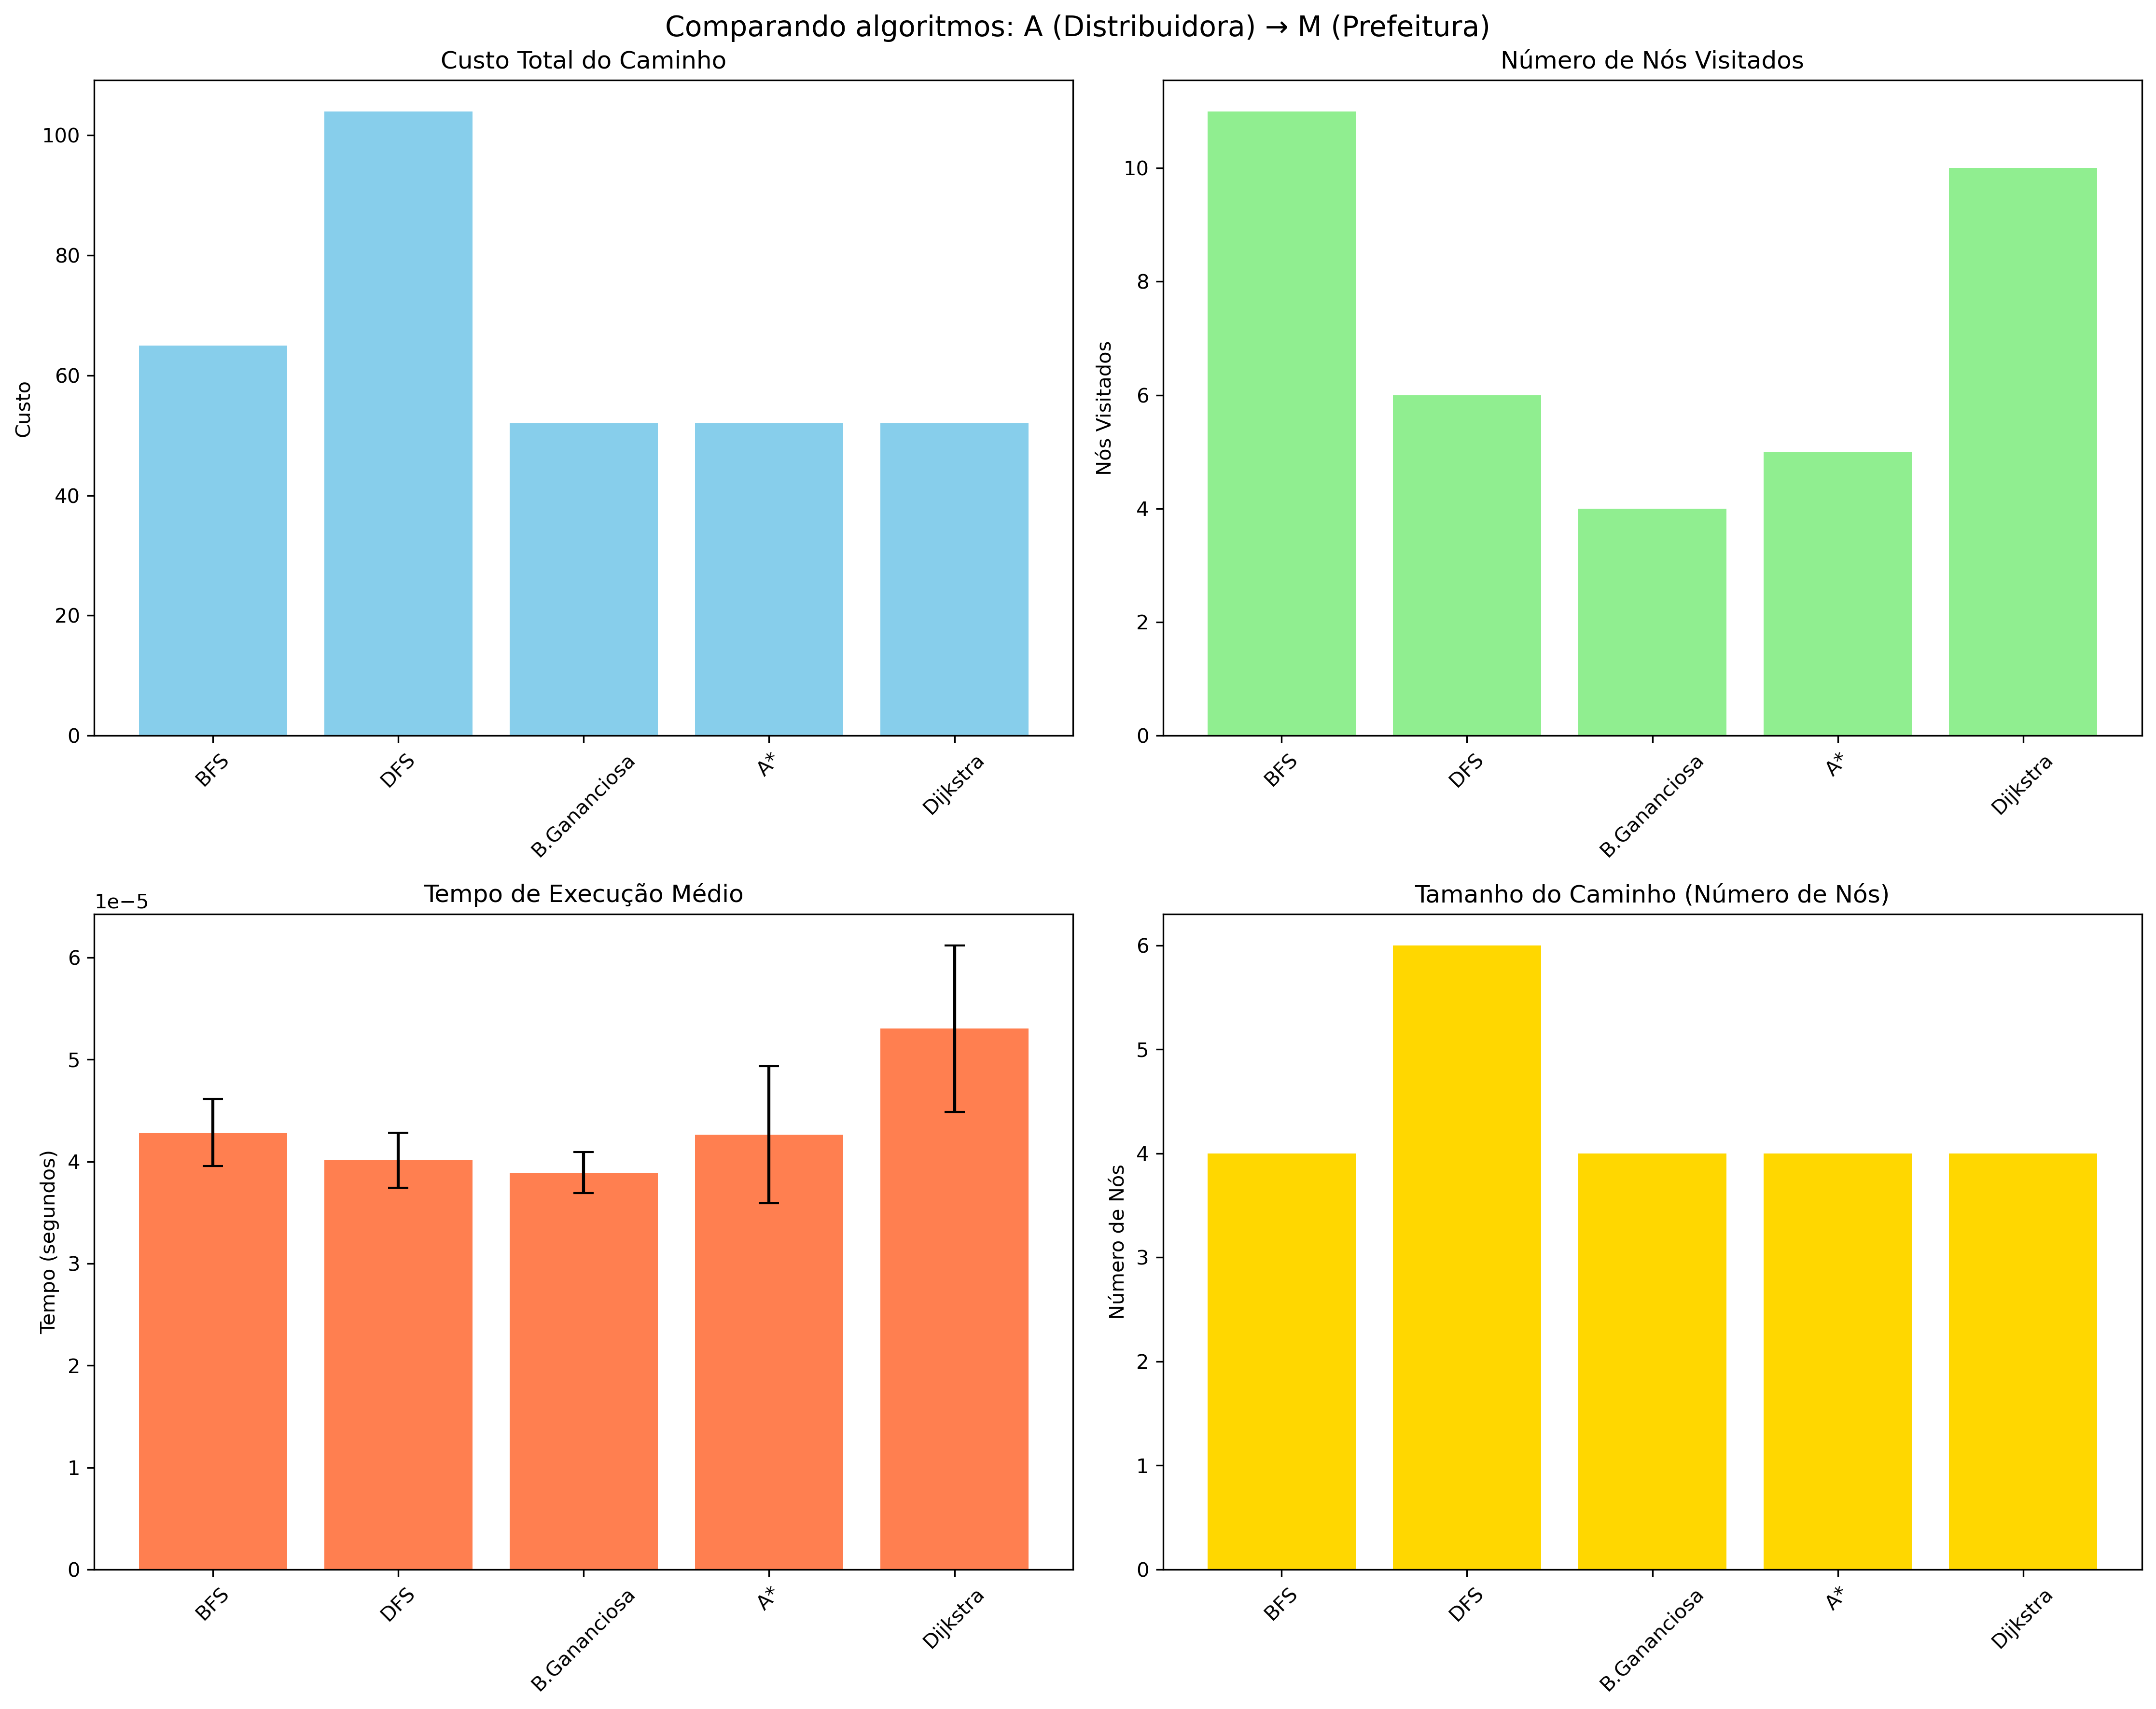 Comparando algoritmos: A (Distribuidora) → M (Prefeitura)
Custo Total do Caminho
Custo
100
80
60
40
20
0
BFS
DFS
B.Gananciosa
A*
Dijkstra
Número de Nós Visitados
Nós Visitados
10
8
6
4
2
0
BFS
DFS
B.Gananciosa
A*
Dijkstra
Tempo de Execução Médio
1e−5
Tempo (segundos)
6
5
4
3
2
1
0
BFS
DFS
B.Gananciosa
A*
Dijkstra
Tamanho do Caminho (Número de Nós)
Número de Nós
6
5
4
3
2
1
0
BFS
DFS
B.Gananciosa
A*
Dijkstra